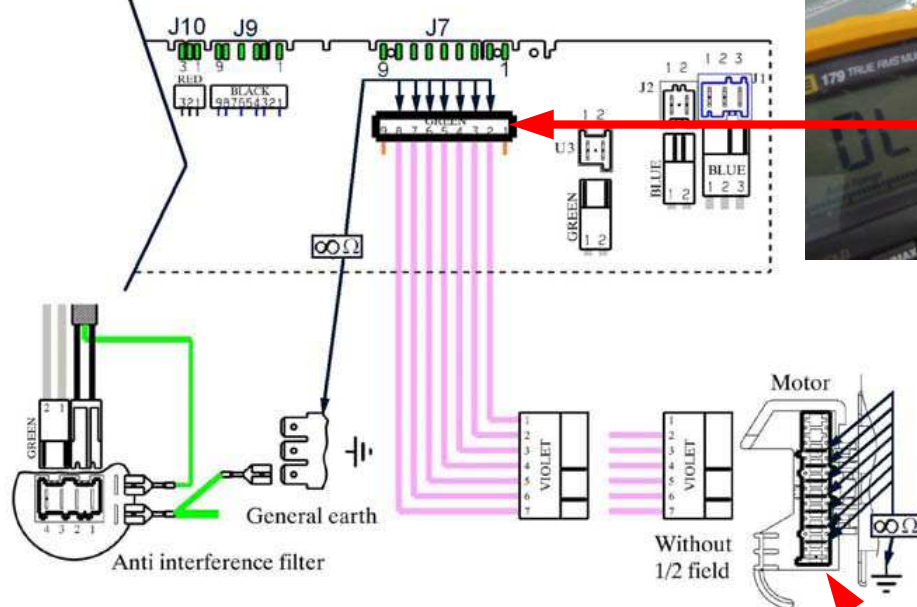 J10
J9
J7
3 1
9
1
9
1
RED
321
BLACK
987654321
GREEN
9 8 7 6 5 4 3 2 1
1 2
U3
GREEN
1 2
1 2
J2
BLUE
1 2
1 2 3
J1
BLUE
1 2 3
179 TRUE RMS
OL
∞ Ω
GREEN
2 1
4 3 2 1
Anti interference filter
General earth
1
2
3
4
5
6
7
VIOLET
1
2
3
4
5
6
7
VIOLET
Without
1/2 field
Motor
∞ Ω